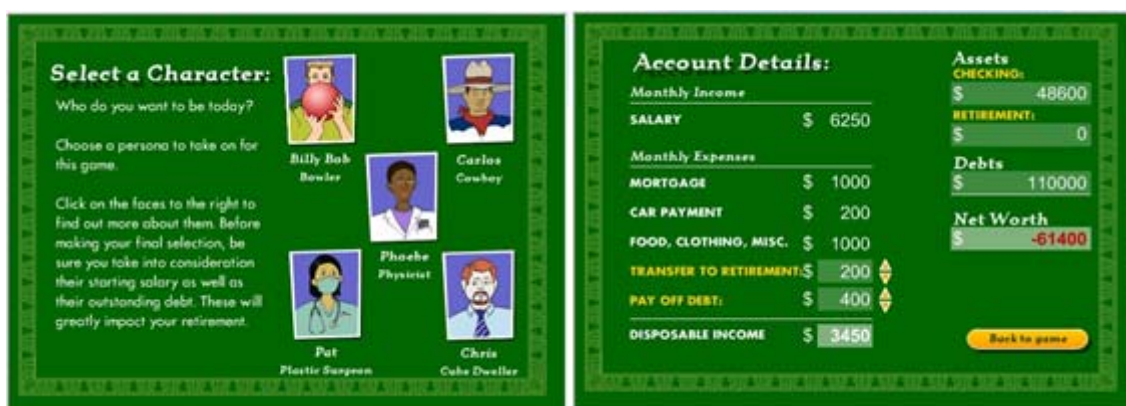 Select a Character:
Who do you want to be today?
Choose a persona to take on for
this game.
Click on the faces to the right to
find out more about them. Before
making your final selection, be
sure you take into consideration
their starting salary as well as
their outstanding debt. These will
greatly impact your retirement.
Billy Bob
Bowler
Carlos
Cowboy
Phoebe
Physicist
Pat
Plastic Surgeon
Chris
Cube Dweller
Account Details:
Monthly Income
SALARY $ 6250
Monthly Expenses
MORTGAGE $ 1000
CAR PAYMENT $ 200
FOOD, CLOTHING, MISC. $ 1000
TRANSFER TO RETIREMENT: $ 200
PAY OFF DEBT: $ 400
DISPOSABLE INCOME $ 3450
Assets
CHECKING:
$ 48600
RETIREMENT:
$ 0
Debts
$ 110000
Net Worth
$ -61400
Back to game